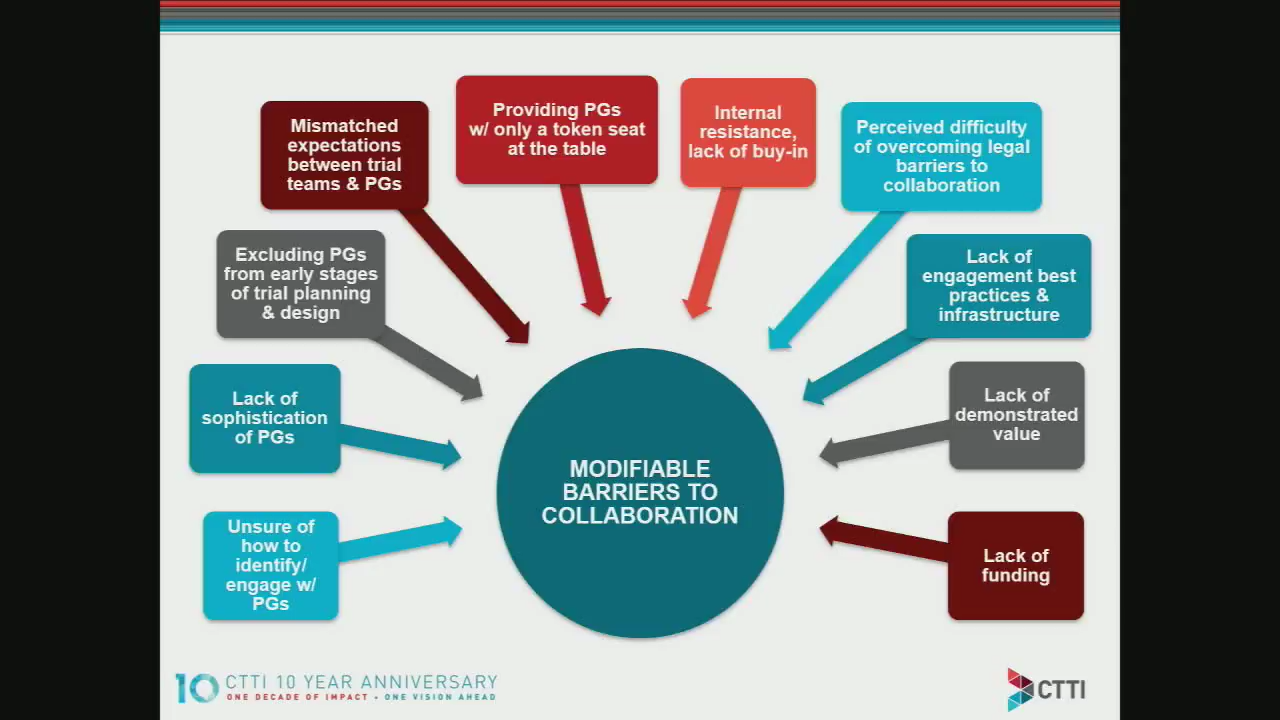 Mismatched
expectations
between trial
teams & PGs
Providing PGs
w/ only a token seat
at the table
Internal
resistance,
lack of buy-in
Perceived difficulty
of overcoming legal
barriers to
collaboration
Excluding PGs
from early stages
of trial planning
& design
Lack of
engagement best
practices &
infrastructure
Lack of
sophistication
of PGs
Lack of
demonstrated
value
MODIFIABLE
BARRIERS TO
COLLABORATION
Unsure of
how to
identify/
engage w/
PGs
Lack of
funding
10 CTTI 10 YEAR ANNIVERSARY
ONE DECADE OF IMPACT • ONE VISION AHEAD
CTTI